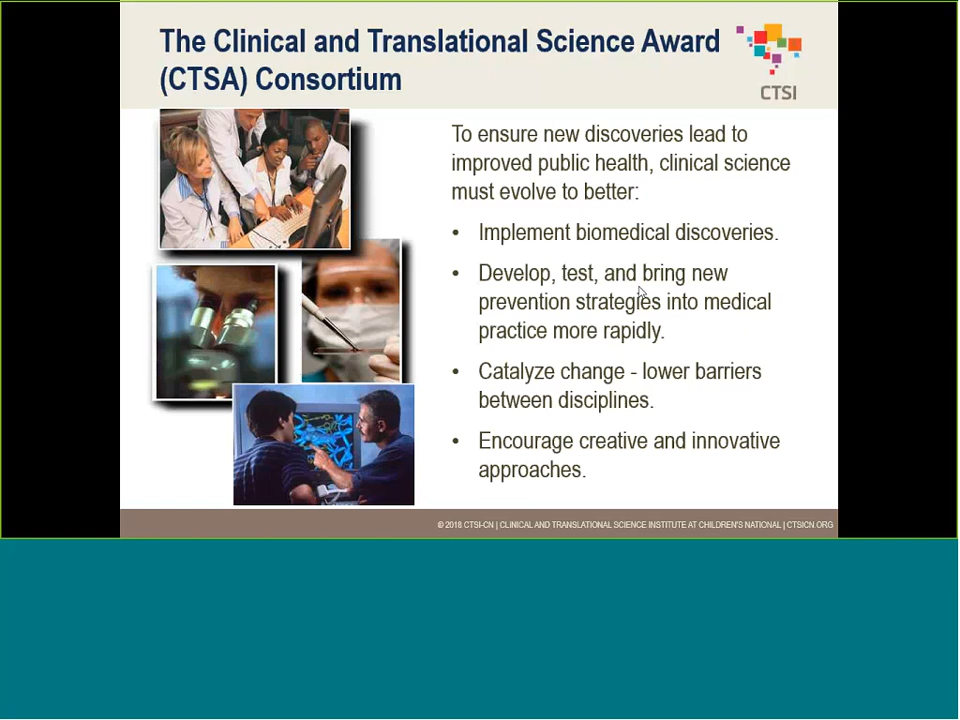 The Clinical and Translational Science Award
(CTSA) Consortium
CTSI
To ensure new discoveries lead to
improved public health, clinical science
must evolve to better:
• Implement biomedical discoveries.
• Develop, test, and bring new
prevention strategies into medical
practice more rapidly.
• Catalyze change - lower barriers
between disciplines.
• Encourage creative and innovative
approaches.
© 2018 CTSI-CN | CLINICAL AND TRANSLATIONAL SCIENCE INSTITUTE AT CHILDREN'S NATIONAL | CTSICN.ORG